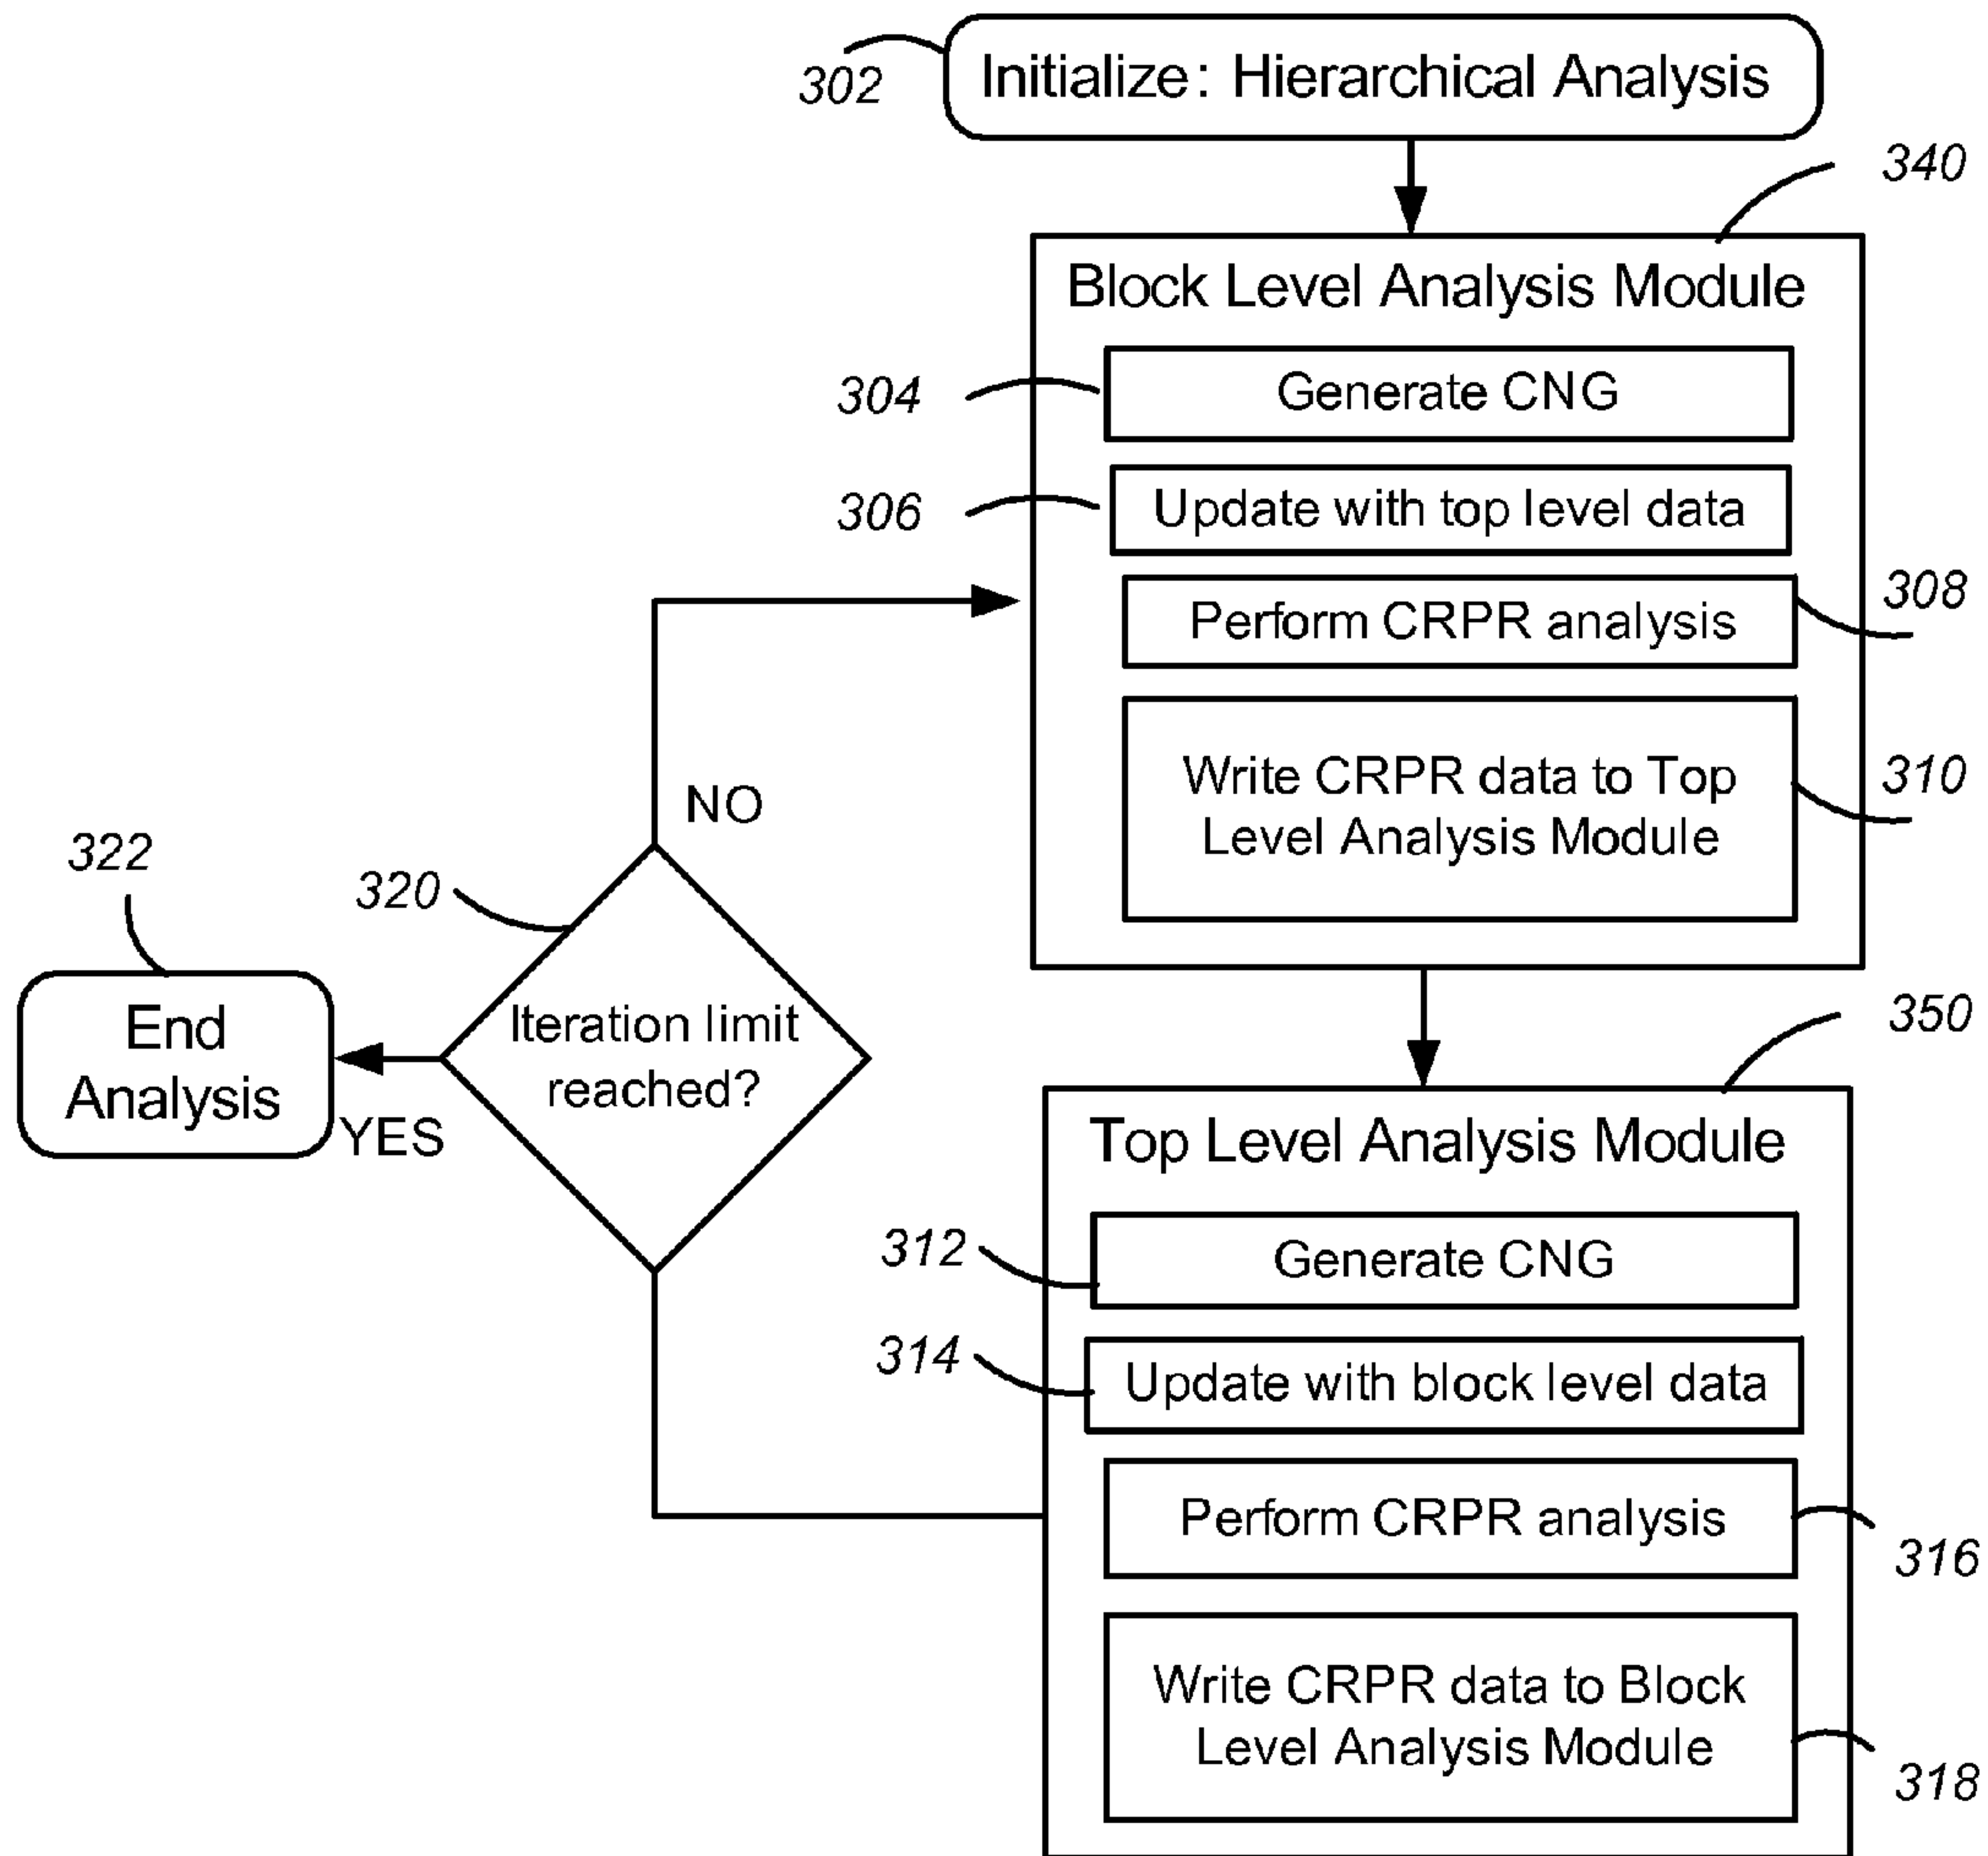 302
Initialize: Hierarchical Analysis
340
Block Level Analysis Module
304
Generate CNG
306
Update with top level data
308
Perform CRPR analysis
310
Write CRPR data to Top
Level Analysis Module
NO
322
320
End
Analysis
YES
Iteration limit
reached?
350
Top Level Analysis Module
312
Generate CNG
314
Update with block level data
Perform CRPR analysis
316
Write CRPR data to Block
Level Analysis Module
318